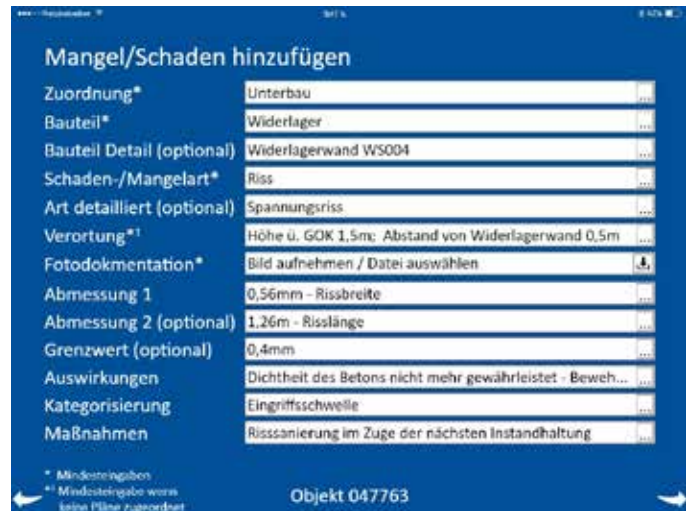 Mangel/Schaden hinzufügen
Zuordnung* Unterbau ...
Bauteil* Widerlager ...
Bauteil Detail (optional) Widerlagerwand WS004 ...
Schaden-/Mangelart* Riss ...
Art detailliert (optional) Spannungsriss ...
Verortung*¹ Höhe ü. GOK 1,5m; Abstand von Widerlagerwand 0,5m ...
Fotodokmentation* Bild aufnehmen / Datei auswählen
Abmessung 1 0,56mm - Rissbreite ...
Abmessung 2 (optional) 1,26m - Risslänge ...
Grenzwert (optional) 0,4mm ...
Auswirkungen Dichtheit des Betons nicht mehr gewährleistet - Beweh... ...
Kategorisierung Eingriffsschwelle ...
Maßnahmen Risssanierung im Zuge der nächsten Instandhaltung ...
* Mindesteingaben
*¹ Mindesteingabe wenn
keine Pläne zugeordnet
Objekt 047763